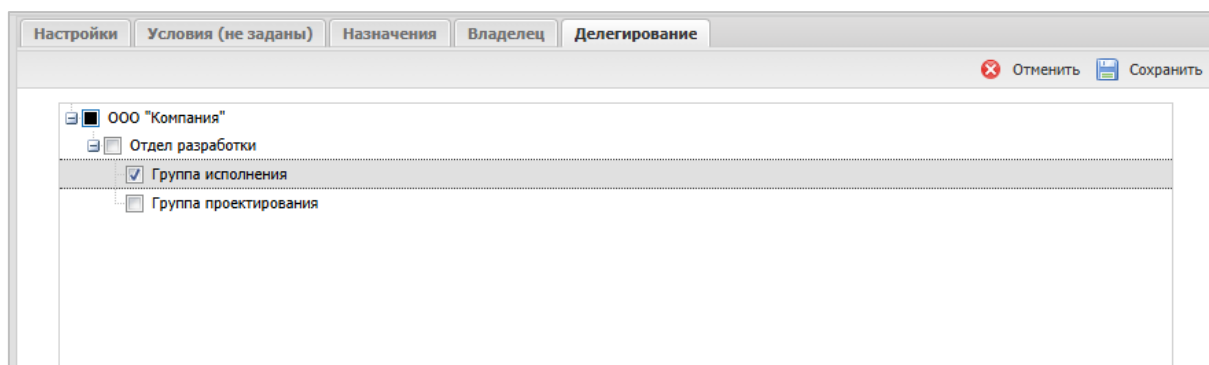 Настройки Условия (не заданы) Назначения Владелец Делегирование
Отменить Сохранить
ООО "Компания"
Отдел разработки
Группа исполнения
Группа проектирования